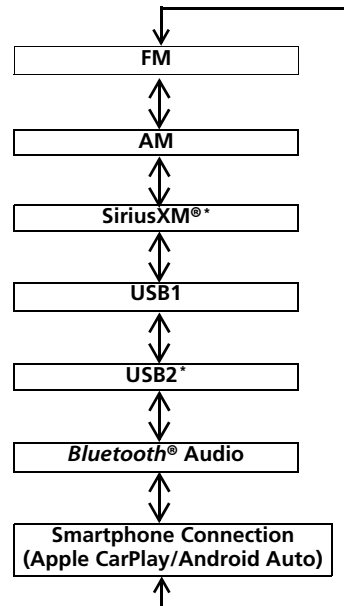 FM
AM
SiriusXM®*
USB1
USB2*
Bluetooth® Audio
Smartphone Connection
(Apple CarPlay/Android Auto)